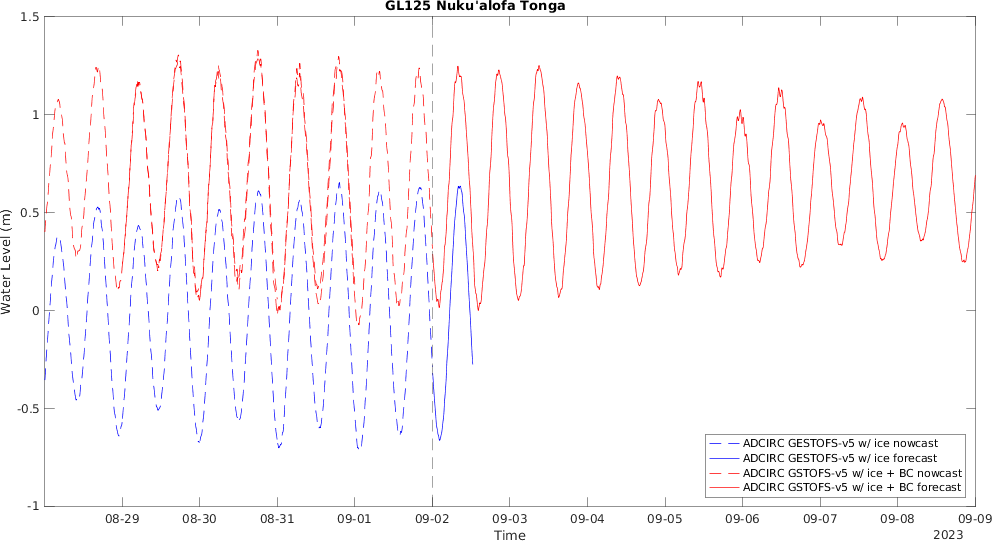 GL125 Nuku'alofa Tonga
1.5
1
0.5
0
-0.5
-1
Water Level (m)
08-29 08-30 08-31 09-01 09-02 09-03 09-04 09-05 09-06 09-07 09-08 09-09
Time
2023
ADCIRC GESTOFS-v5 w/ ice nowcast
ADCIRC GESTOFS-v5 w/ ice forecast
ADCIRC GSTOFS-v5 w/ ice + BC nowcast
ADCIRC GSTOFS-v5 w/ ice + BC forecast